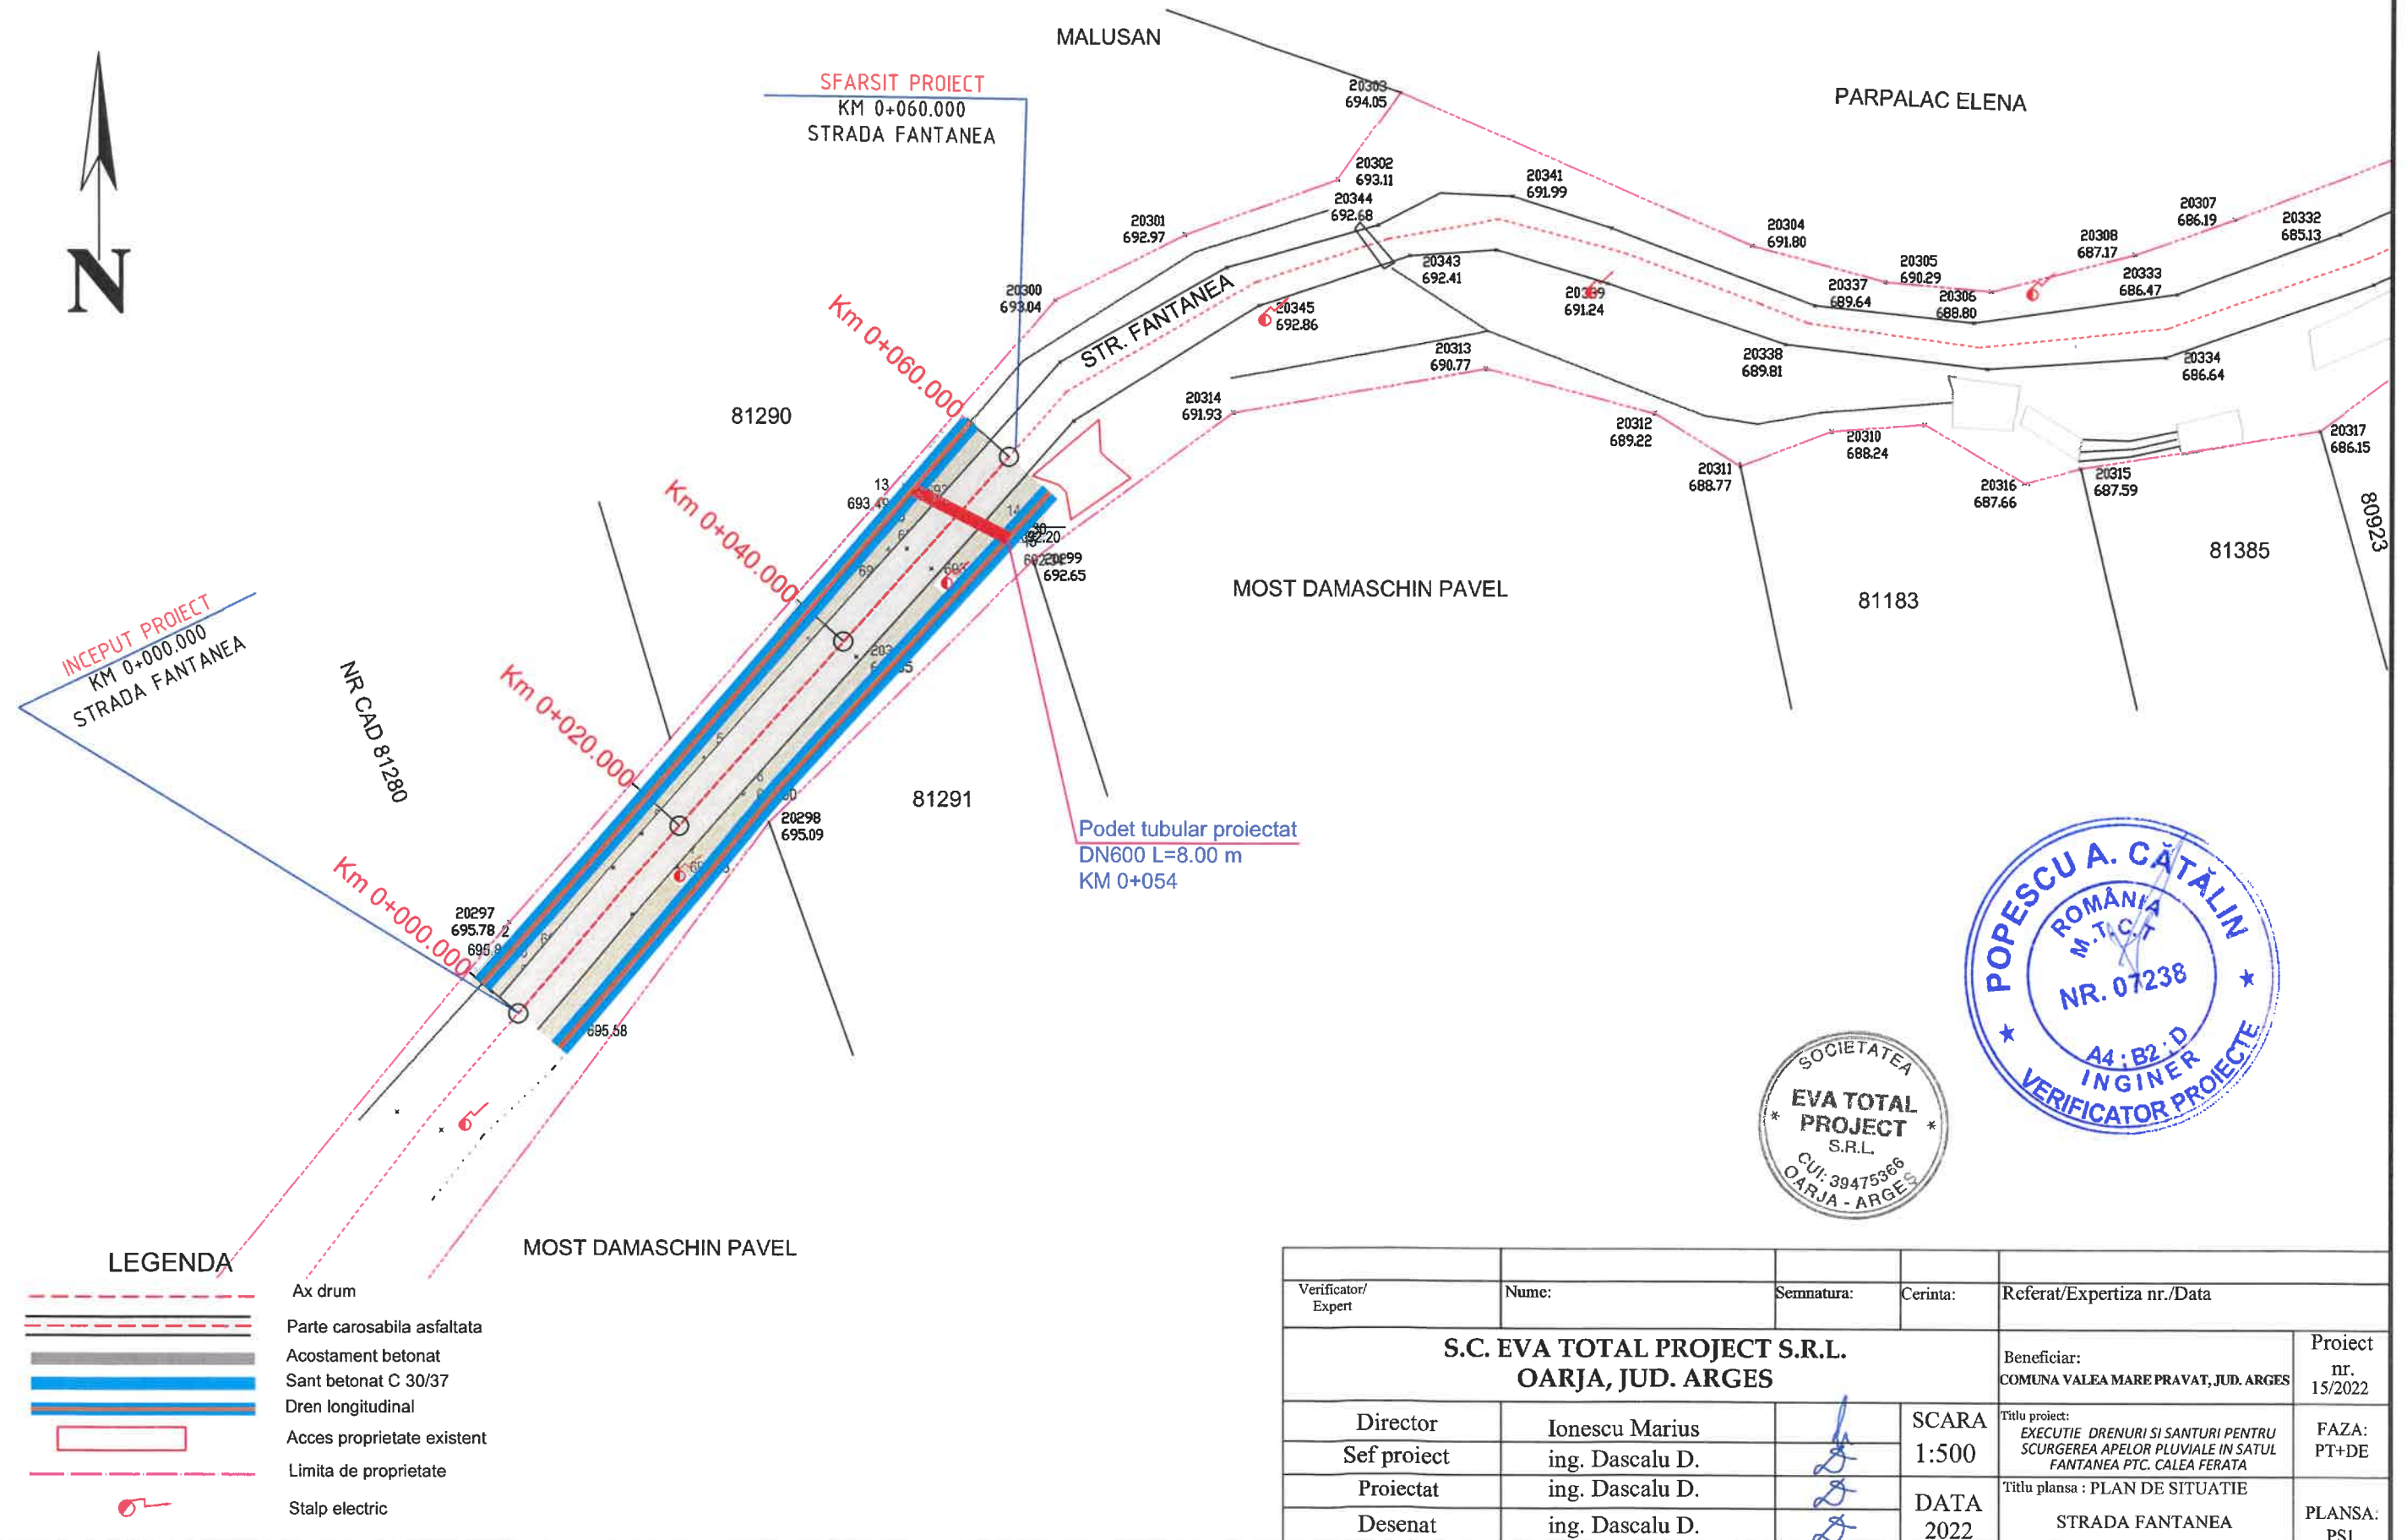 MALUSAN
PARPALAC ELENA
SFARSIT PROIECT
KM 0+060.000
STRADA FANTANEA
N
20303
694.05
20302
693.11
20344
692.68
20341
691.99
20301
692.97
20300
693.04
20304
691.80
20307
686.19
20332
685.13
20308
687.17
20305
690.29
20333
686.47
20337
689.64
20306
688.80
20343
692.41
20339
691.24
20345
692.86
STR. FANTANEA
20313
690.77
20338
689.81
20334
686.64
20314
691.93
20312
689.22
20310
688.24
20311
688.77
20316
687.66
20315
687.59
20317
686.15
80923
81385
81183
81290
Km 0+060.000
Km 0+040.000
Km 0+020.000
Km 0+000.000
13
693.49
14
92.20
20299
692.65
MOST DAMASCHIN PAVEL
INCEPUT PROIECT
KM 0+000.000
STRADA FANTANEA
NR CAD 81280
81291
20298
695.09
Podet tubular proiectat
DN600 L=8.00 m
KM 0+054
20297
695.78
2
695.58
MOST DAMASCHIN PAVEL
POPESCU A. CĂTĂLIN
ROMÂNIA
M.T.C.T
NR. 07238
A4 ; B2 ; D
INGINER
VERIFICATOR PROIECTE
SOCIETATEA
EVA TOTAL
PROJECT
S.R.L.
CUI: 39475366
OARJA - ARGEȘ
LEGENDA
Ax drum
Parte carosabila asfaltata
Acostament betonat
Sant betonat C 30/37
Dren longitudinal
Acces proprietate existent
Limita de proprietate
Stalp electric
Verificator/
Expert
Nume:
Semnatura:
Cerinta:
Referat/Expertiza nr./Data
S.C. EVA TOTAL PROJECT S.R.L.
OARJA, JUD. ARGES
Beneficiar:
COMUNA VALEA MARE PRAVAT, JUD. ARGES
Proiect
nr.
15/2022
Director
Ionescu Marius
Sef proiect
ing. Dascalu D.
Proiectat
ing. Dascalu D.
Desenat
ing. Dascalu D.
SCARA
1:500
DATA
2022
Titlu proiect:
EXECUTIE DRENURI SI SANTURI PENTRU
SCURGEREA APELOR PLUVIALE IN SATUL
FANTANEA PTC. CALEA FERATA
FAZA:
PT+DE
Titlu plansa : PLAN DE SITUATIE
STRADA FANTANEA
PLANSA:
PS1